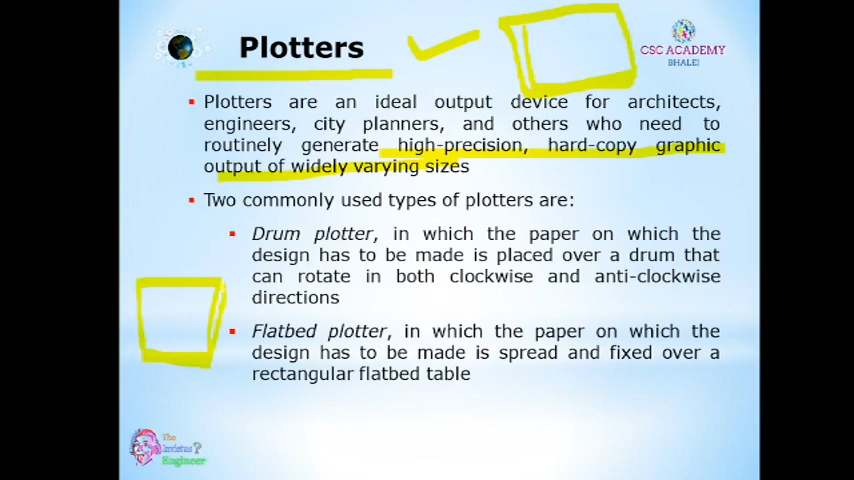 Plotters
CSC ACADEMY
BHALEI
▪ Plotters are an ideal output device for architects,
engineers, city planners, and others who need to
routinely generate high-precision, hard-copy graphic
output of widely varying sizes
▪ Two commonly used types of plotters are:
▪ Drum plotter, in which the paper on which the
design has to be made is placed over a drum that
can rotate in both clockwise and anti-clockwise
directions
▪ Flatbed plotter, in which the paper on which the
design has to be made is spread and fixed over a
rectangular flatbed table
The
?
Engineer